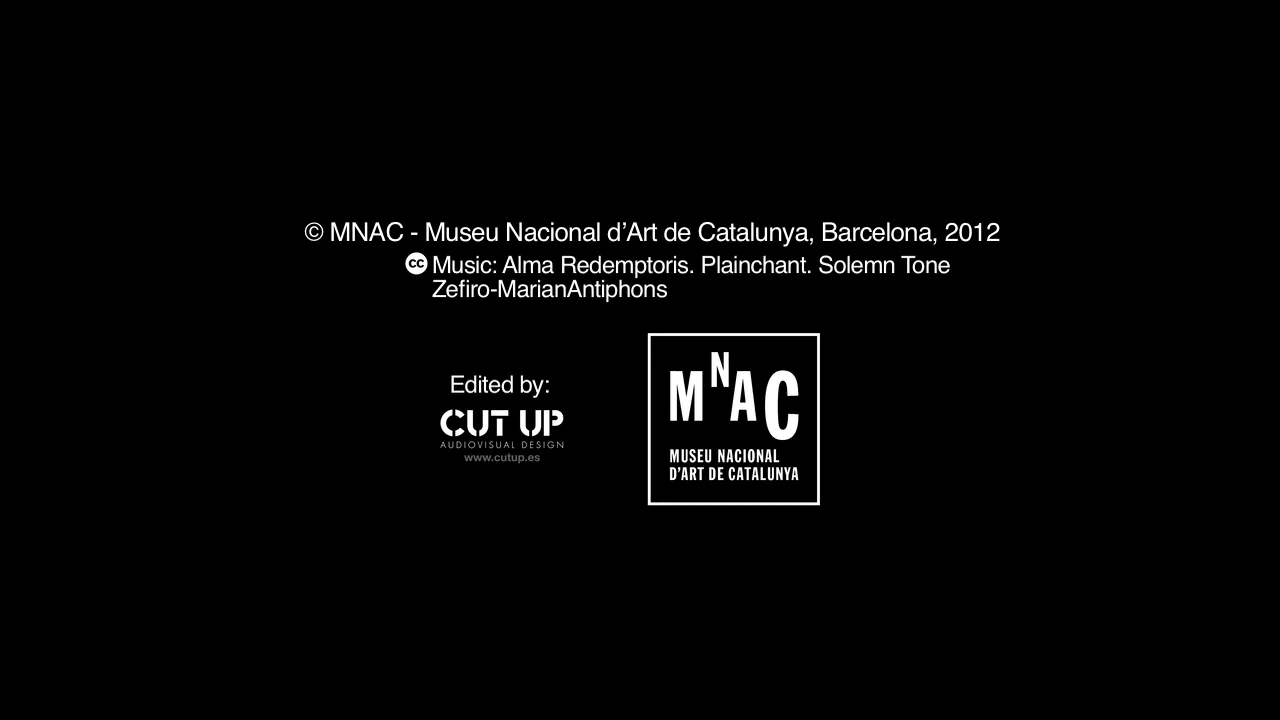 © MNAC - Museu Nacional d’Art de Catalunya, Barcelona, 2012
cc Music: Alma Redemptoris. Plainchant. Solemn Tone
Zefiro-MarianAntiphons
Edited by:
CUT UP
AUDIOVISUAL DESIGN
www.cutup.es
MNAC
MUSEU NACIONAL
D’ART DE CATALUNYA